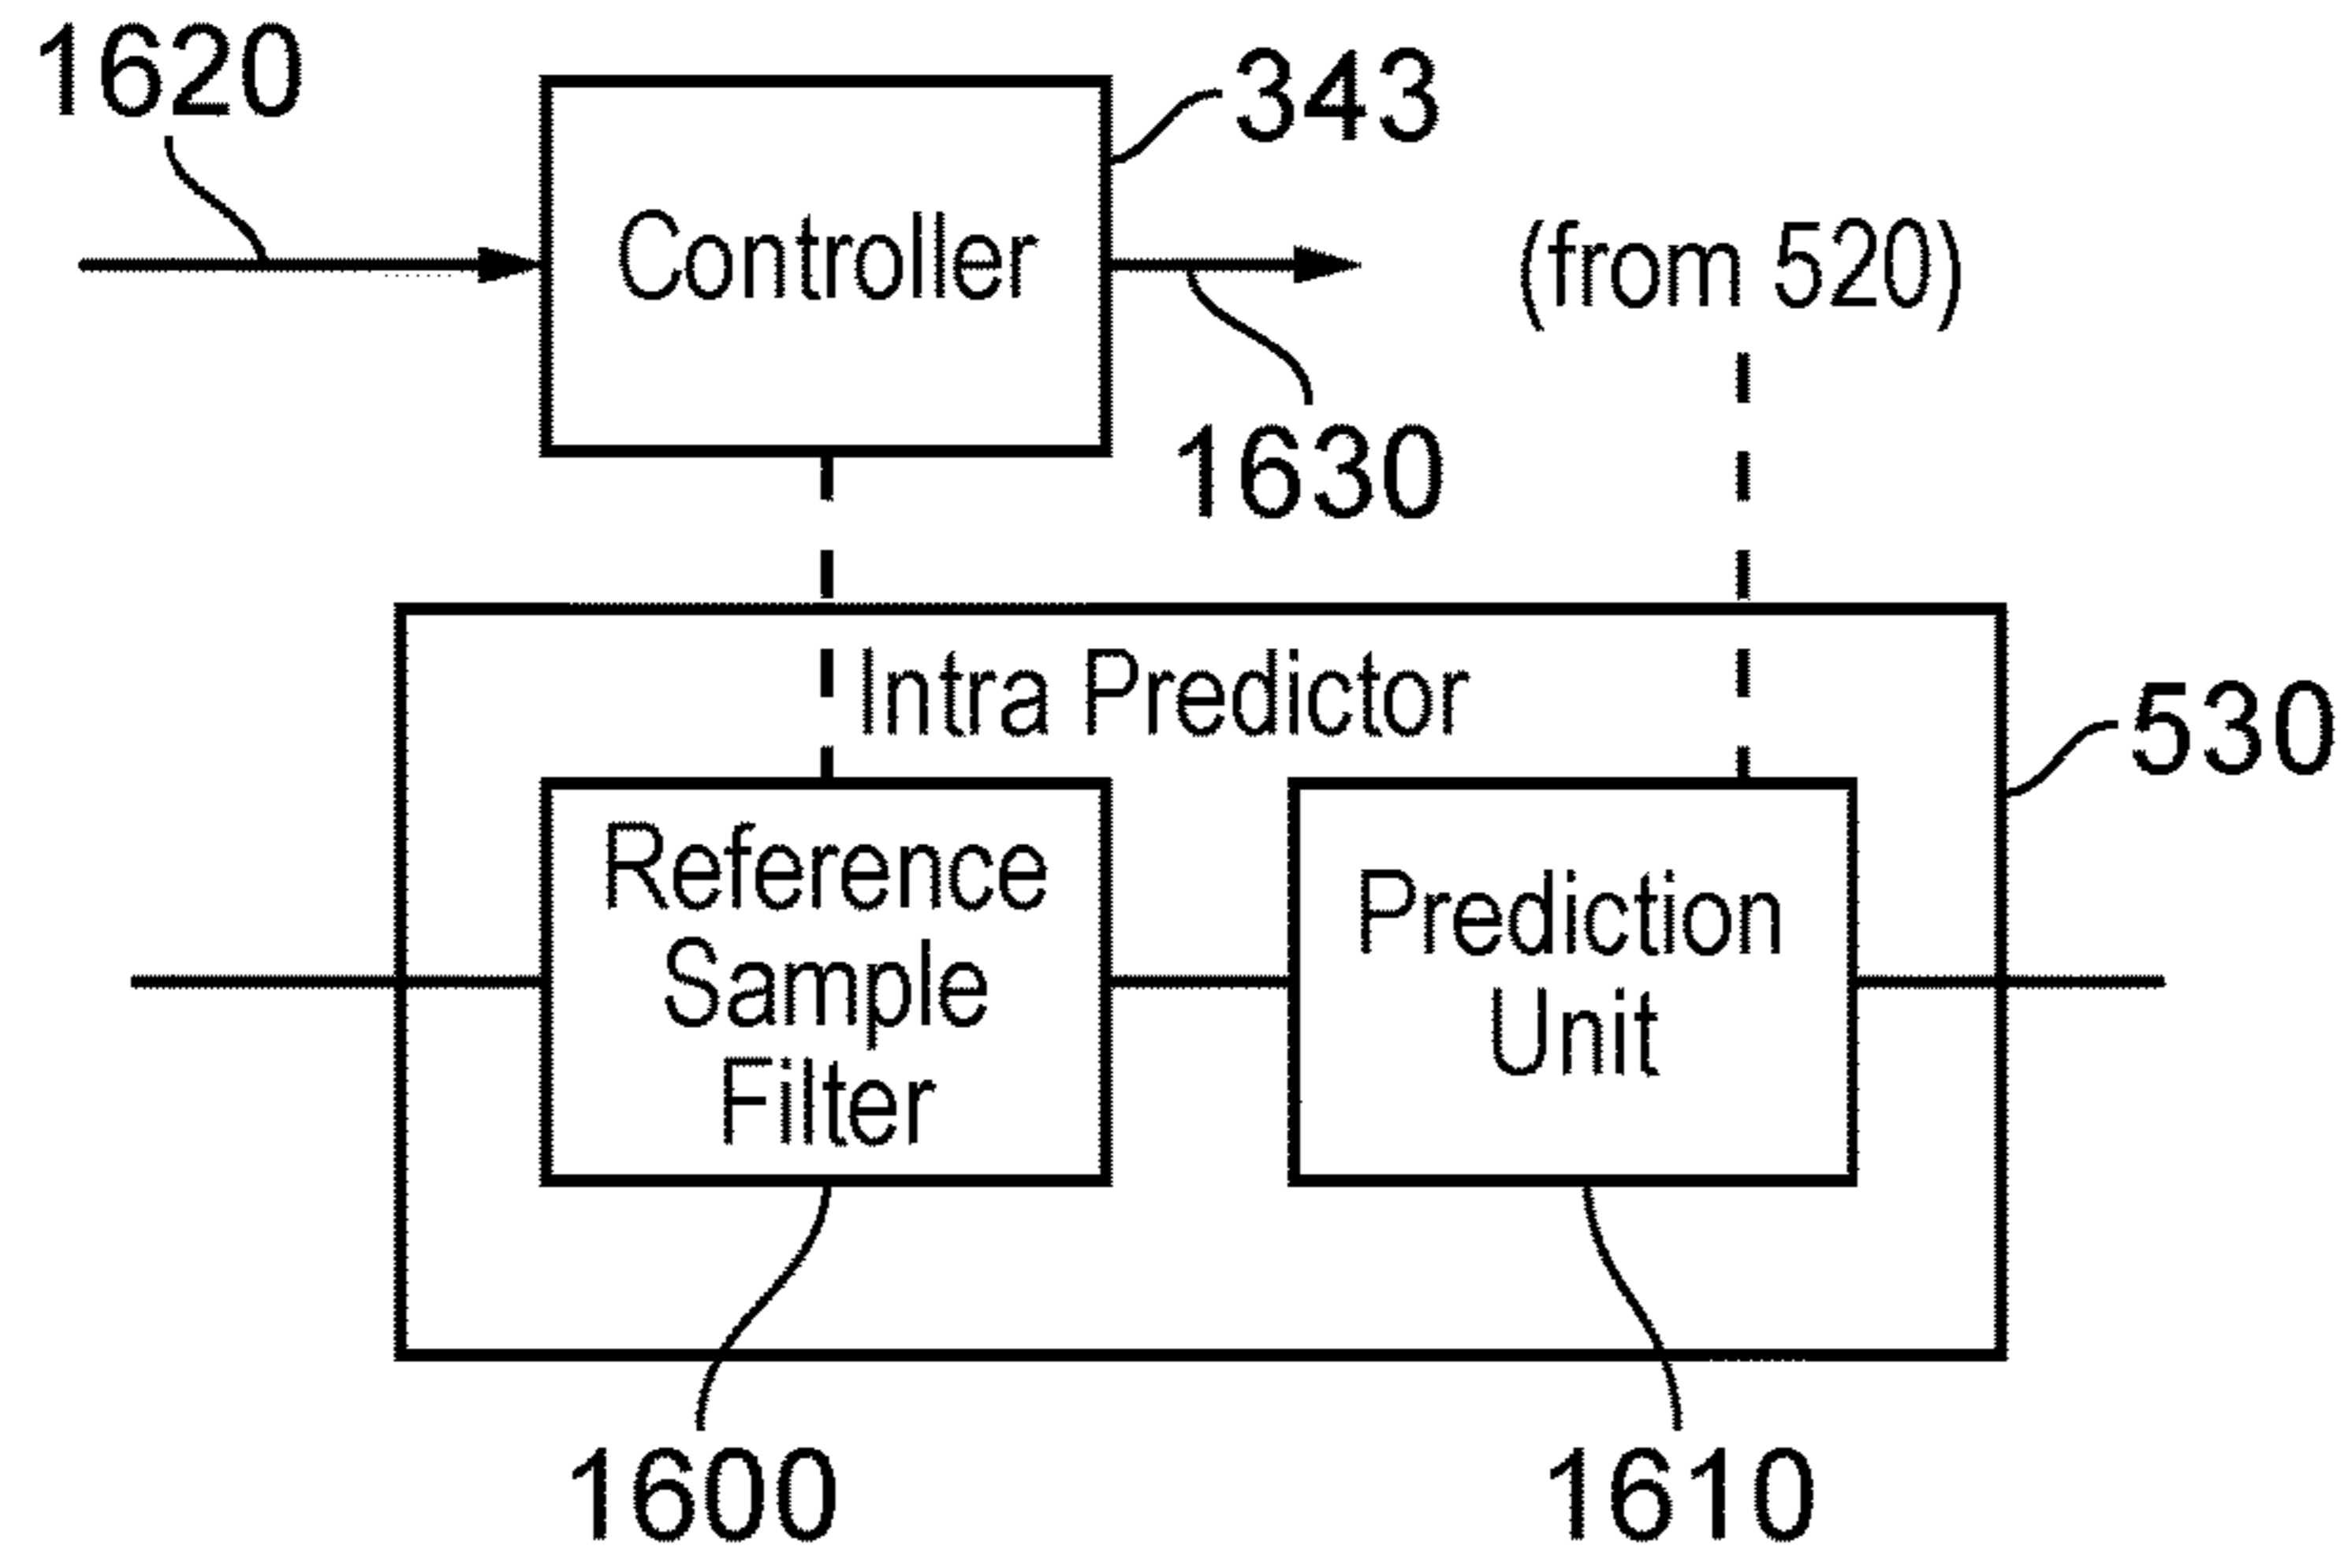 1620
343
Controller
(from 520)
1630
Intra Predictor
530
Reference
Sample
Filter
Prediction
Unit
1600
1610